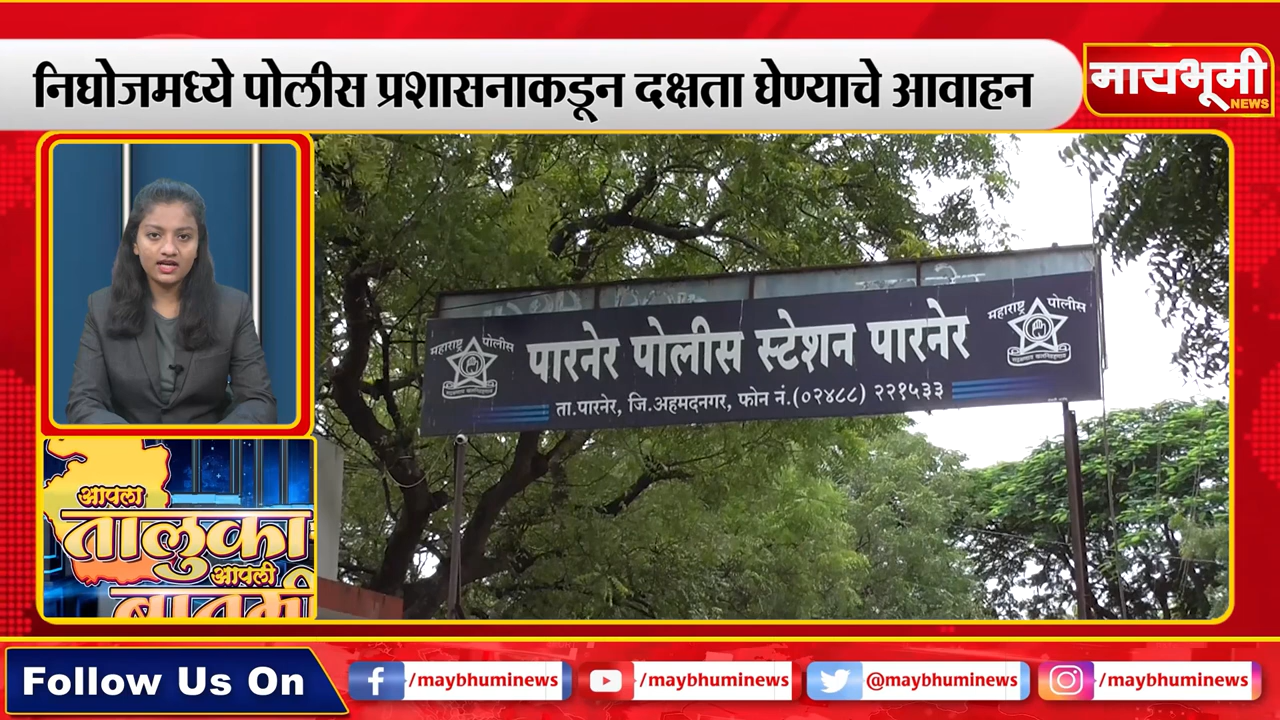 निघोजमध्ये पोलीस प्रशासनाकडून दक्षता घेण्याचे आवाहन
मायभूमी
NEWS
महाराष्ट्र पोलीस
पारनेर पोलीस स्टेशन पारनेर
महाराष्ट्र पोलीस
ता.पारनेर, जि.अहमदनगर, फोन नं.(०२४८८) २२१५३३
आपला
तालुका
आपली
बातमी
Follow Us On
/maybhuminews
/maybhuminews
@maybhuminews
/maybhuminews